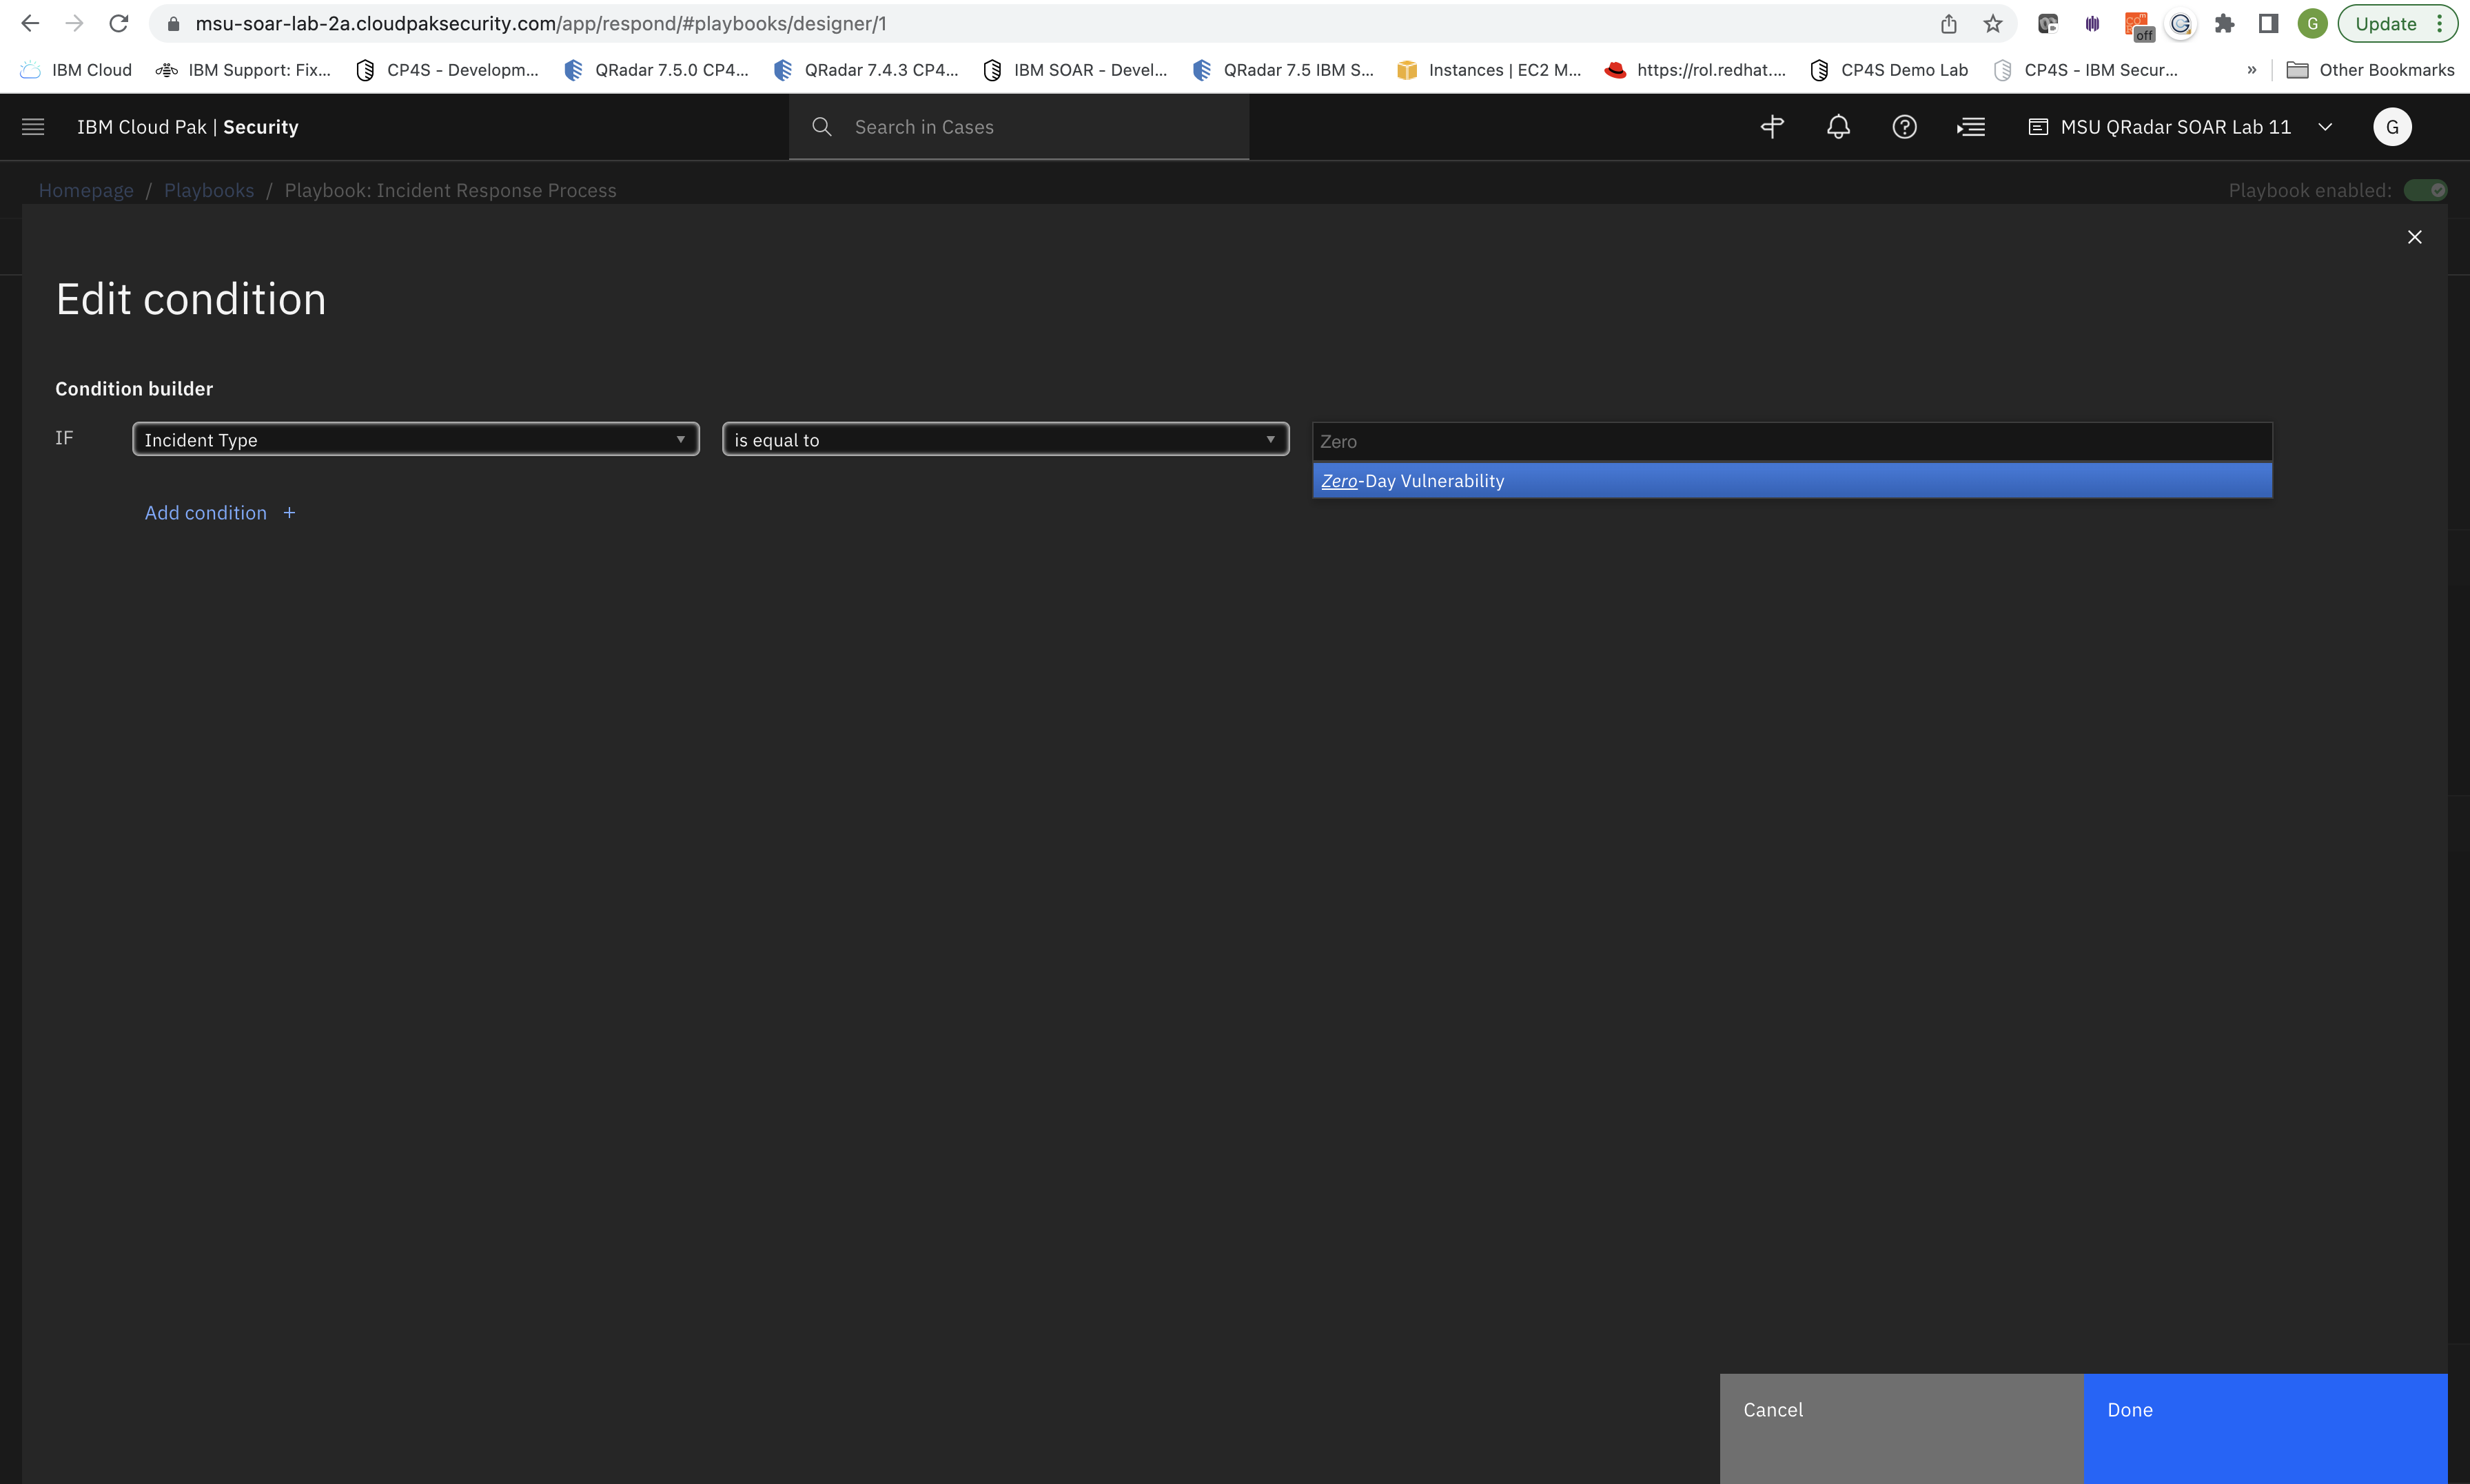 msu-soar-lab-2a.cloudpaksecurity.com/app/respond/#playbooks/designer/1
off
G
Update
IBM Cloud
IBM Support: Fix...
CP4S - Developm...
QRadar 7.5.0 CP4...
QRadar 7.4.3 CP4...
IBM SOAR - Devel...
QRadar 7.5 IBM S...
Instances | EC2 M...
https://rol.redhat....
CP4S Demo Lab
CP4S - IBM Secur...
»
Other Bookmarks
IBM Cloud Pak | Security
Search in Cases
MSU QRadar SOAR Lab 11
G
Homepage / Playbooks / Playbook: Incident Response Process
Playbook enabled:
Edit condition
Condition builder
IF
Incident Type
is equal to
Zero
Zero-Day Vulnerability
Add condition +
Cancel
Done